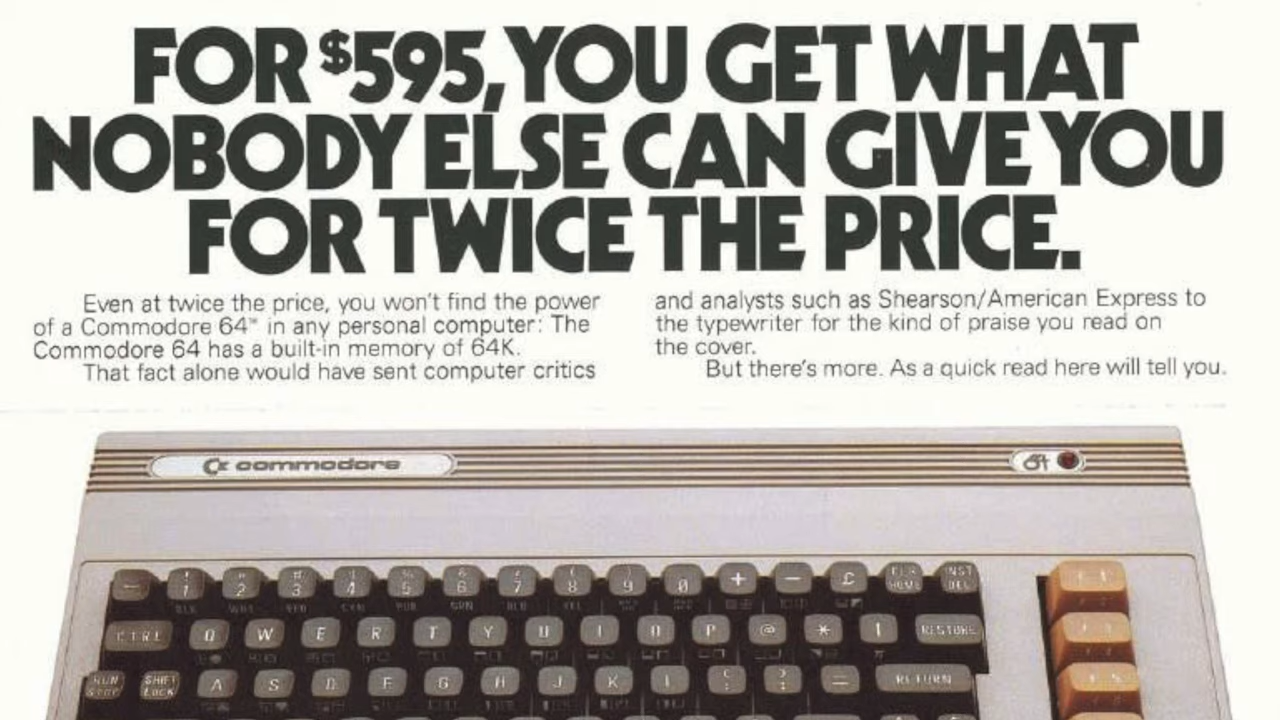 FOR $595, YOU GET WHAT
NOBODY ELSE CAN GIVE YOU
FOR TWICE THE PRICE.
Even at twice the price, you won't find the power
of a Commodore 64™ in any personal computer: The
Commodore 64 has a built-in memory of 64K.
That fact alone would have sent computer critics
and analysts such as Shearson/American Express to
the typewriter for the kind of praise you read on
the cover.
But there's more. As a quick read here will tell you.
commodore
64
1 2 3 4 5 6 7 8 9 0 + − £ CLR HOME INST DEL
CTRL Q W E R T Y U I O P @ * ↑ RESTORE
RUN STOP SHIFT LOCK A S D F G H J K L : ; = RETURN